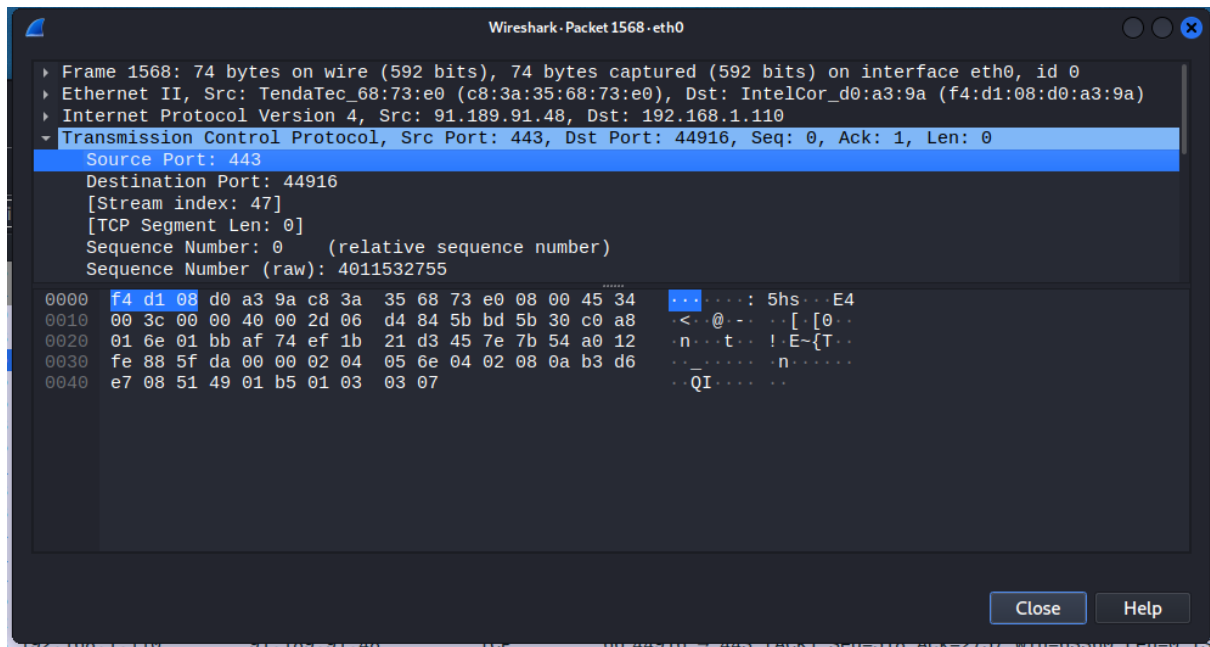 Wireshark · Packet 1568 · eth0
Frame 1568: 74 bytes on wire (592 bits), 74 bytes captured (592 bits) on interface eth0, id 0
Ethernet II, Src: TendaTec_68:73:e0 (c8:3a:35:68:73:e0), Dst: IntelCor_d0:a3:9a (f4:d1:08:d0:a3:9a)
Internet Protocol Version 4, Src: 91.189.91.48, Dst: 192.168.1.110
Transmission Control Protocol, Src Port: 443, Dst Port: 44916, Seq: 0, Ack: 1, Len: 0
Source Port: 443
Destination Port: 44916
[Stream index: 47]
[TCP Segment Len: 0]
Sequence Number: 0 (relative sequence number)
Sequence Number (raw): 4011532755
0000 f4 d1 08 d0 a3 9a c8 3a 35 68 73 e0 08 00 45 34 ·······: 5hs···E4
0010 00 3c 00 00 40 00 2d 06 d4 84 5b bd 5b 30 c0 a8 ·<··@·-· ··[·[0··
0020 01 6e 01 bb af 74 ef 1b 21 d3 45 7e 7b 54 a0 12 ·n···t·· !·E~{T··
0030 fe 88 5f da 00 00 02 04 05 6e 04 02 08 0a b3 d6 ··_····· ·n······
0040 e7 08 51 49 01 b5 01 03 03 07 ··QI···· ··
Close Help